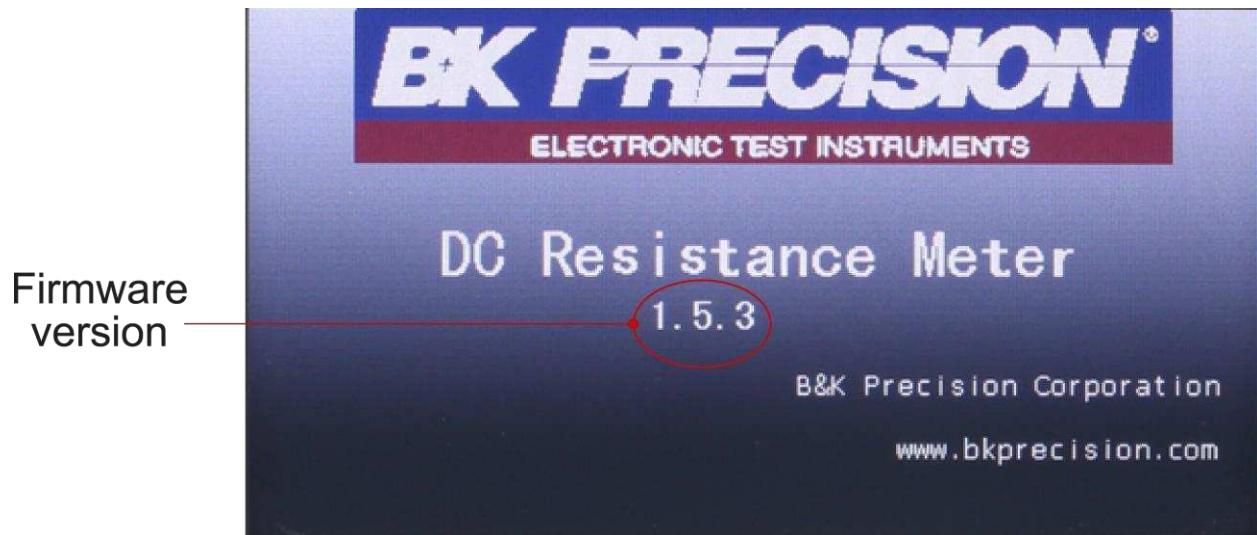 BK PRECISION®
ELECTRONIC TEST INSTRUMENTS
DC Resistance Meter
Firmware
version
1.5.3
B&K Precision Corporation
www.bkprecision.com